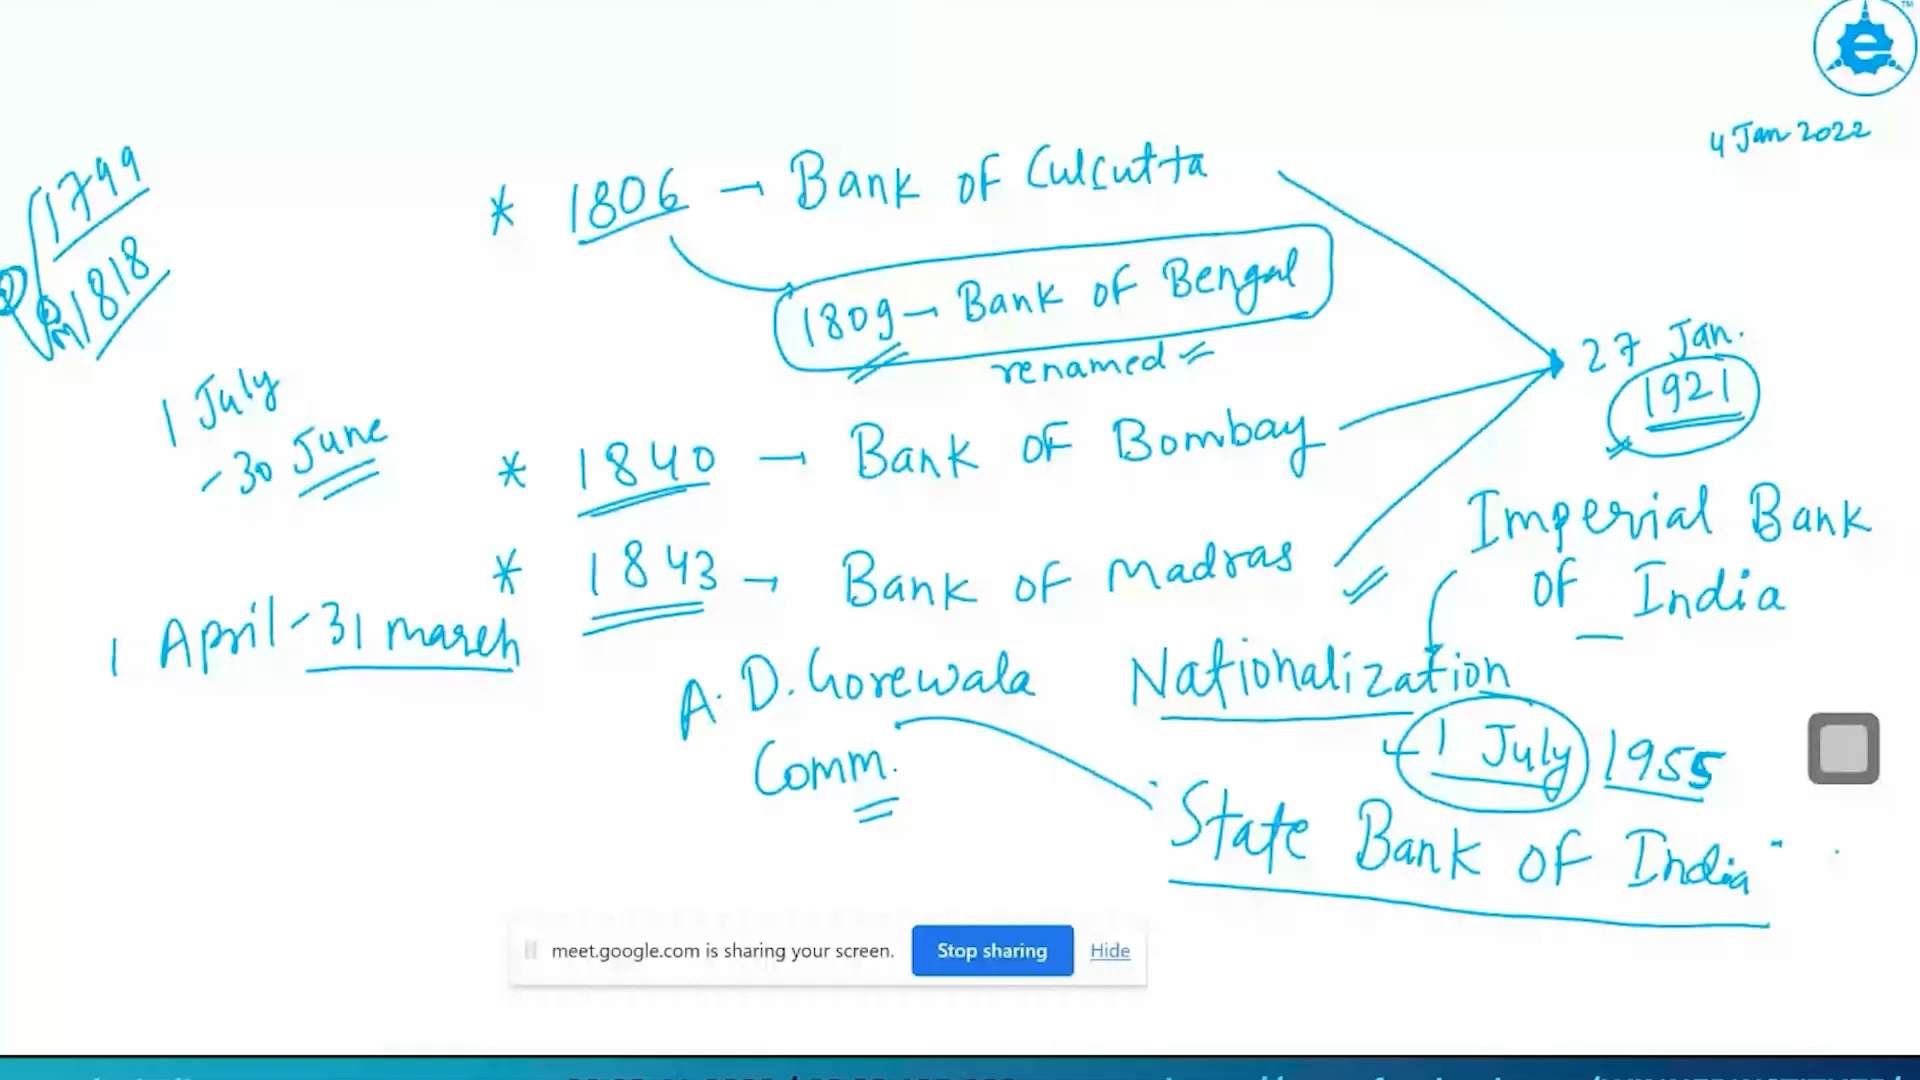 4 Jan 2022
1799
1818
* 1806 → Bank of Culcutta
1809 → Bank of Bengal
renamed
27 Jan.
1921
1 July
- 30 June
* 1840 → Bank of Bombay
Imperial Bank
of India
* 1843 → Bank of Madras
1 April - 31 march
A. D. Gorewala
Comm.
Nationalization
1 July 1955
State Bank of India
meet.google.com is sharing your screen. Stop sharing Hide